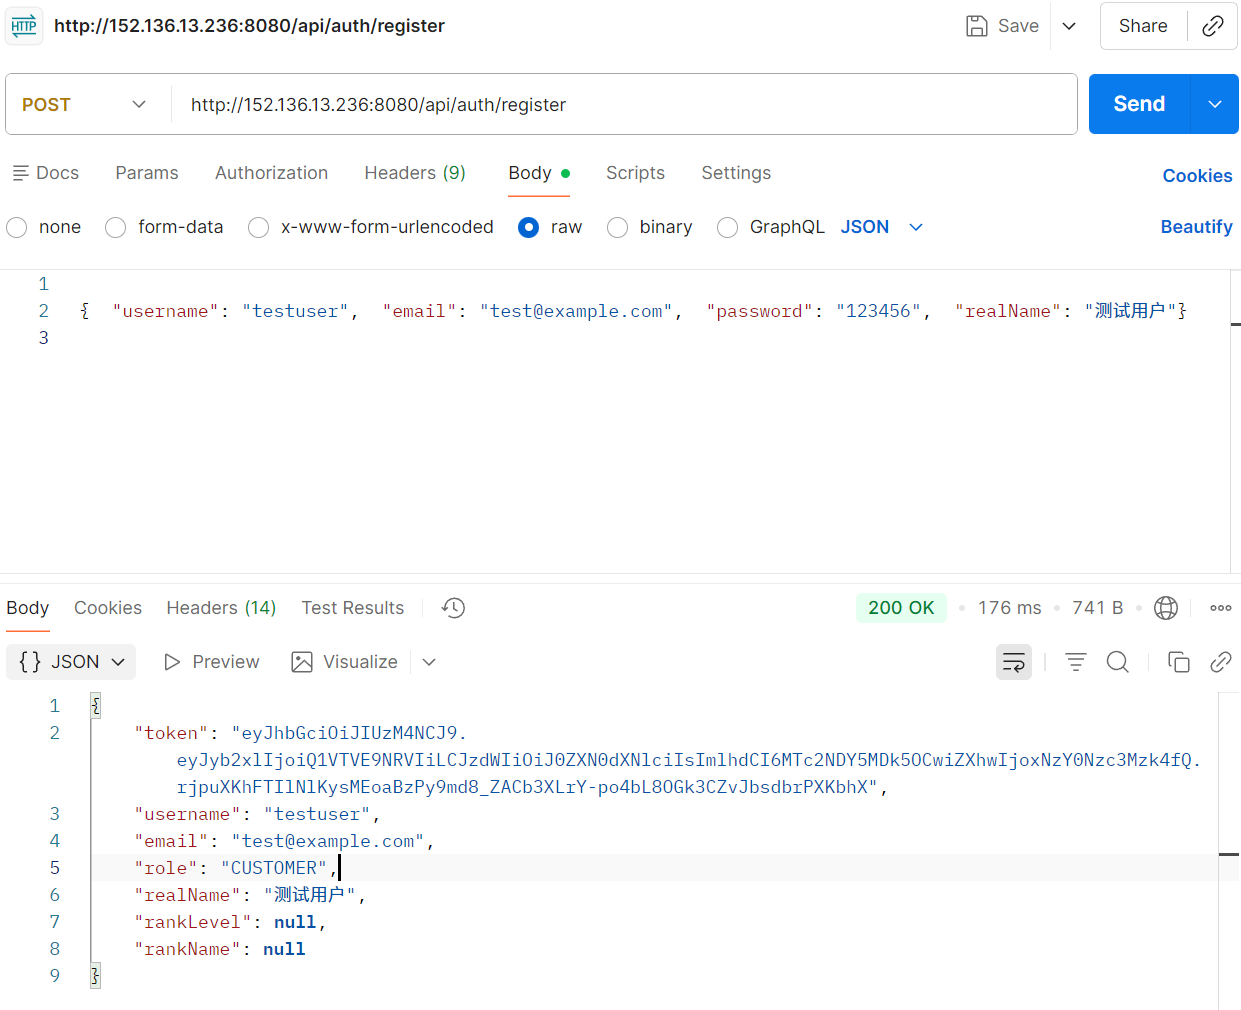 HTTP http://152.136.13.236:8080/api/auth/register Save Share
POST http://152.136.13.236:8080/api/auth/register Send
Docs Params Authorization Headers (9) Body Scripts Settings Cookies
none form-data x-www-form-urlencoded raw binary GraphQL JSON Beautify
1
2 { "username": "testuser", "email": "test@example.com", "password": "123456", "realName": "测试用户"}
3
Body Cookies Headers (14) Test Results 200 OK 176 ms 741 B
{} JSON Preview Visualize
1 {
2 "token": "eyJhbGciOiJIUzM4NCJ9.
eyJyb2xlIjoiQ1VTVE9NRVIiLCJzdWIiOiJ0ZXN0dXNlciIsImlhdCI6MTc2NDY5MDk5OCwiZXhwIjoxNzY0Nzc3Mzk4fQ.
rjpuXKhFTIlNlKysMEoaBzPy9md8_ZACb3XLrY-po4bL8OGk3CZvJbsdbrPXKbhX",
3 "username": "testuser",
4 "email": "test@example.com",
5 "role": "CUSTOMER",
6 "realName": "测试用户",
7 "rankLevel": null,
8 "rankName": null
9 }